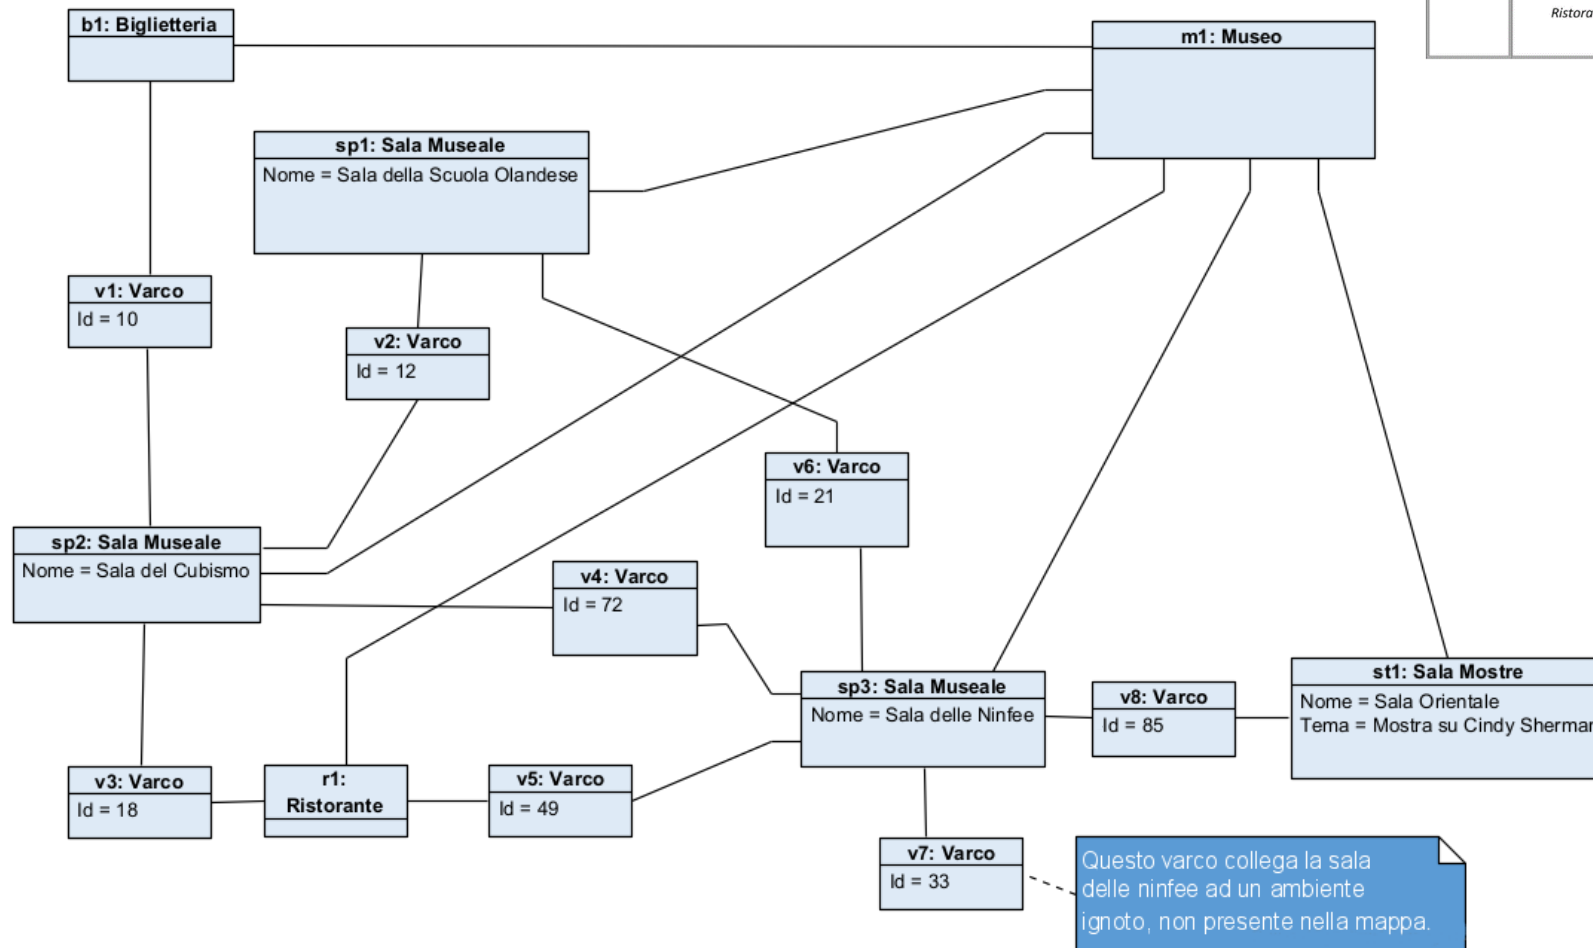 b1: Biglietteria
m1: Museo
sp1: Sala Museale
Nome = Sala della Scuola Olandese
v1: Varco
Id = 10
v2: Varco
Id = 12
v6: Varco
Id = 21
sp2: Sala Museale
Nome = Sala del Cubismo
v4: Varco
Id = 72
sp3: Sala Museale
Nome = Sala delle Ninfee
v8: Varco
Id = 85
st1: Sala Mostre
Nome = Sala Orientale
Tema = Mostra su Cindy
v3: Varco
Id = 18
r1:
Ristorante
v5: Varco
Id = 49
v7: Varco
Id = 33
Questo varco collega la sala
delle ninfee ad un ambiente
ignoto, non presente nella mappa.